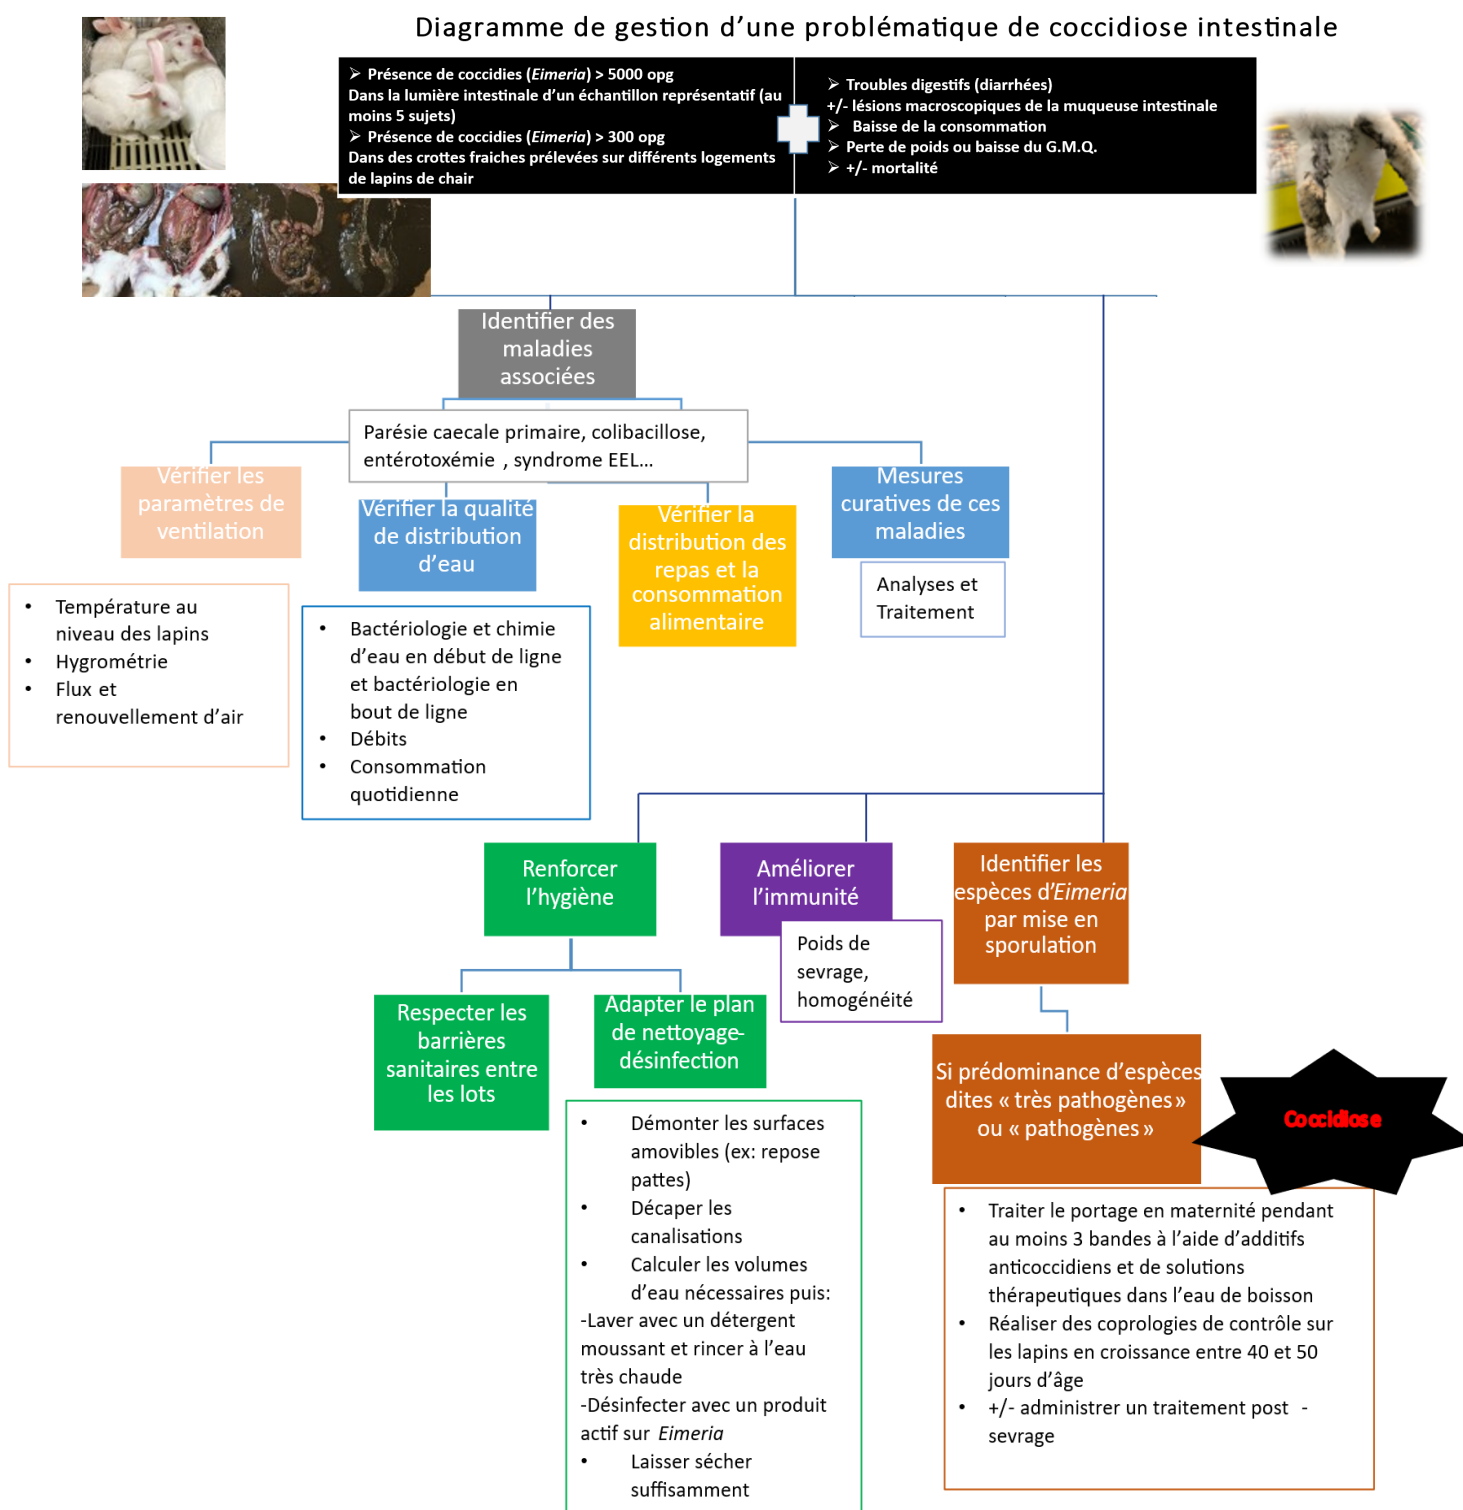 Diagramme de gestion d’une problématique de coccidiose intestinale
➢ Présence de coccidies (Eimeria) > 5000 opg
Dans la lumière intestinale d’un échantillon représentatif (au
moins 5 sujets)
➢ Présence de coccidies (Eimeria) > 300 opg
Dans des crottes fraiches prélevées sur différents logements
de lapins de chair
➢ Troubles digestifs (diarrhées)
+/- lésions macroscopiques de la muqueuse intestinale
➢ Baisse de la consommation
➢ Perte de poids ou baisse du G.M.Q.
➢ +/- mortalité
Identifier des
maladies
associées
Parésie caecale primaire, colibacillose,
entérotoxémie , syndrome EEL...
Vérifier les
paramètres de
ventilation
• Température au
niveau des lapins
• Hygrométrie
• Flux et
renouvellement d’air
Vérifier la qualité
de distribution
d’eau
• Bactériologie et chimie
d’eau en début de ligne
et bactériologie en
bout de ligne
• Débits
• Consommation
quotidienne
Vérifier la
distribution des
repas et la
consommation
alimentaire
Mesures
curatives de ces
maladies
Analyses et
Traitement
Renforcer
l’hygiène
Respecter les
barrières
sanitaires entre
les lots
Adapter le plan
de nettoyage-
désinfection
• Démonter les surfaces
amovibles (ex: repose
pattes)
• Décaper les
canalisations
• Calculer les volumes
d’eau nécessaires puis:
-Laver avec un détergent
moussant et rincer à l’eau
très chaude
-Désinfecter avec un produit
actif sur Eimeria
• Laisser sécher
suffisamment
Améliorer
l’immunité
Poids de
sevrage,
homogénéité
Identifier les
espèces d’Eimeria
par mise en
sporulation
Si prédominance d’espèces
dites « très pathogènes »
ou « pathogènes »
Coccidiose
• Traiter le portage en maternité pendant
au moins 3 bandes à l’aide d’additifs
anticoccidiens et de solutions
thérapeutiques dans l’eau de boisson
• Réaliser des coprologies de contrôle sur
les lapins en croissance entre 40 et 50
jours d’âge
• +/- administrer un traitement post -
sevrage